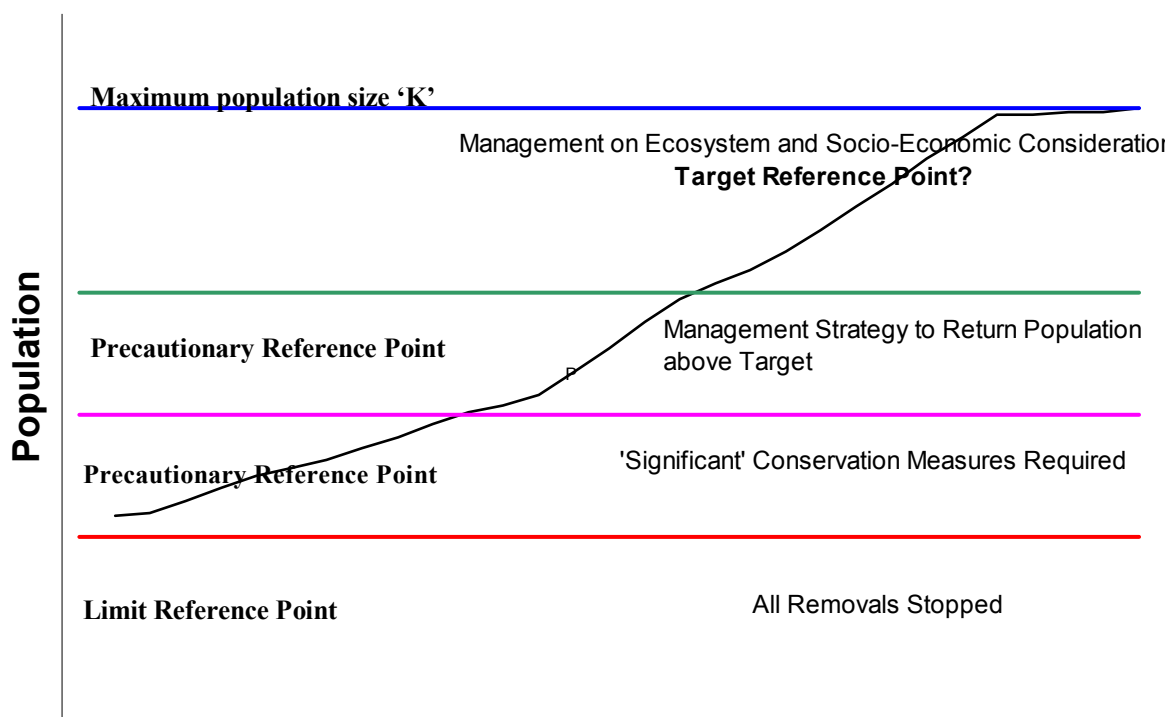 Maximum population size ‘K’
Management on Ecosystem and Socio-Economic Consideration
Target Reference Point?
Population
Precautionary Reference Point
Management Strategy to Return Population
above Target
P
Precautionary Reference Point
'Significant' Conservation Measures Required
Limit Reference Point
All Removals Stopped